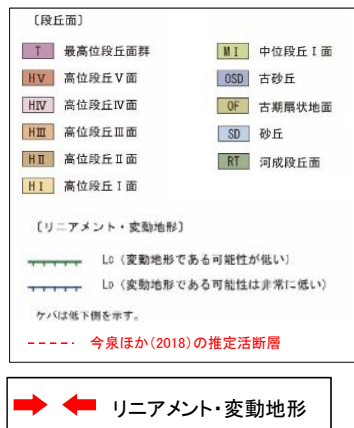 〔段丘面〕
T 最高位段丘面群
HⅤ 高位段丘Ⅴ面
HⅣ 高位段丘Ⅳ面
HⅢ 高位段丘Ⅲ面
HⅡ 高位段丘Ⅱ面
HⅠ 高位段丘Ⅰ面
MⅠ 中位段丘Ⅰ面
OSD 古砂丘
OF 古期扇状地面
SD 砂丘
RT 河成段丘面
〔リニアメント・変動地形〕
LC (変動地形である可能性が低い)
LD (変動地形である可能性は非常に低い)
ケバは低下側を示す。
今泉ほか(2018)の推定活断層
リニアメント・変動地形